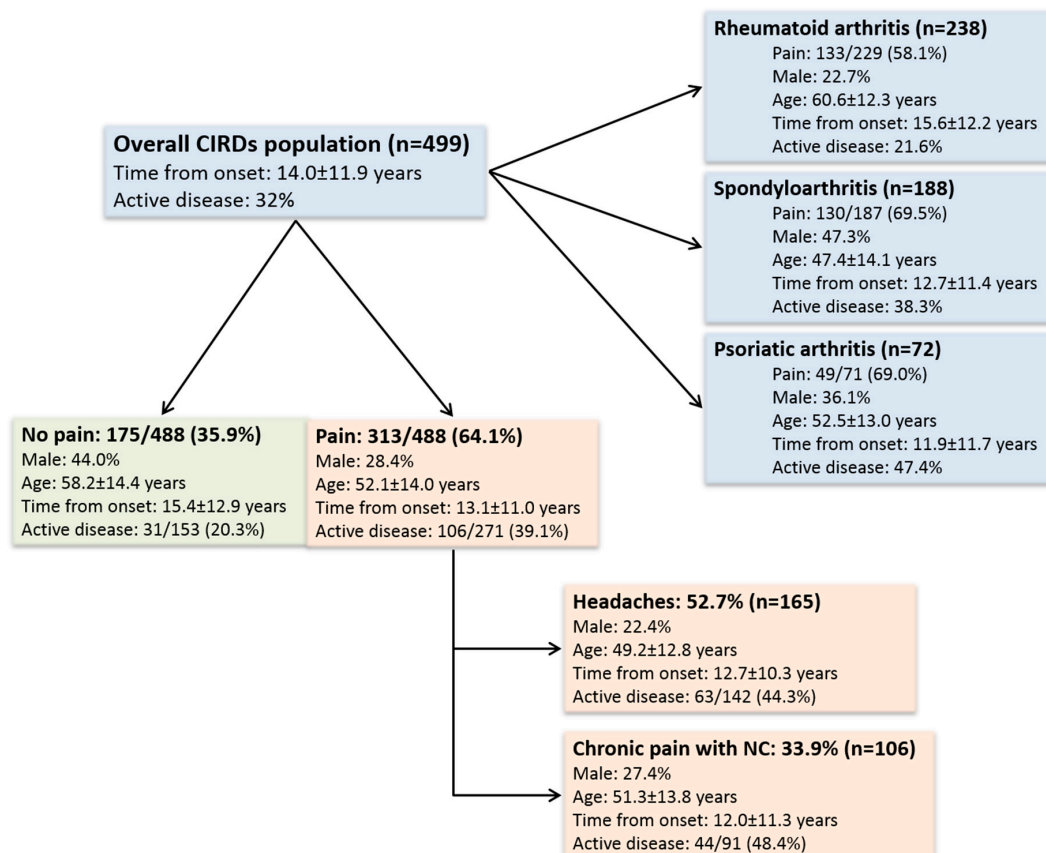 Overall CIRDs population (n=499)
Time from onset: 14.0±11.9 years
Active disease: 32%
Rheumatoid arthritis (n=238)
Pain: 133/229 (58.1%)
Male: 22.7%
Age: 60.6±12.3 years
Time from onset: 15.6±12.2 years
Active disease: 21.6%
Spondyloarthritis (n=188)
Pain: 130/187 (69.5%)
Male: 47.3%
Age: 47.4±14.1 years
Time from onset: 12.7±11.4 years
Active disease: 38.3%
Psoriatic arthritis (n=72)
Pain: 49/71 (69.0%)
Male: 36.1%
Age: 52.5±13.0 years
Time from onset: 11.9±11.7 years
Active disease: 47.4%
No pain: 175/488 (35.9%)
Male: 44.0%
Age: 58.2±14.4 years
Time from onset: 15.4±12.9 years
Active disease: 31/153 (20.3%)
Pain: 313/488 (64.1%)
Male: 28.4%
Age: 52.1±14.0 years
Time from onset: 13.1±11.0 years
Active disease: 106/271 (39.1%)
Headaches: 52.7% (n=165)
Male: 22.4%
Age: 49.2±12.8 years
Time from onset: 12.7±10.3 years
Active disease: 63/142 (44.3%)
Chronic pain with NC: 33.9% (n=106)
Male: 27.4%
Age: 51.3±13.8 years
Time from onset: 12.0±11.3 years
Active disease: 44/91 (48.4%)